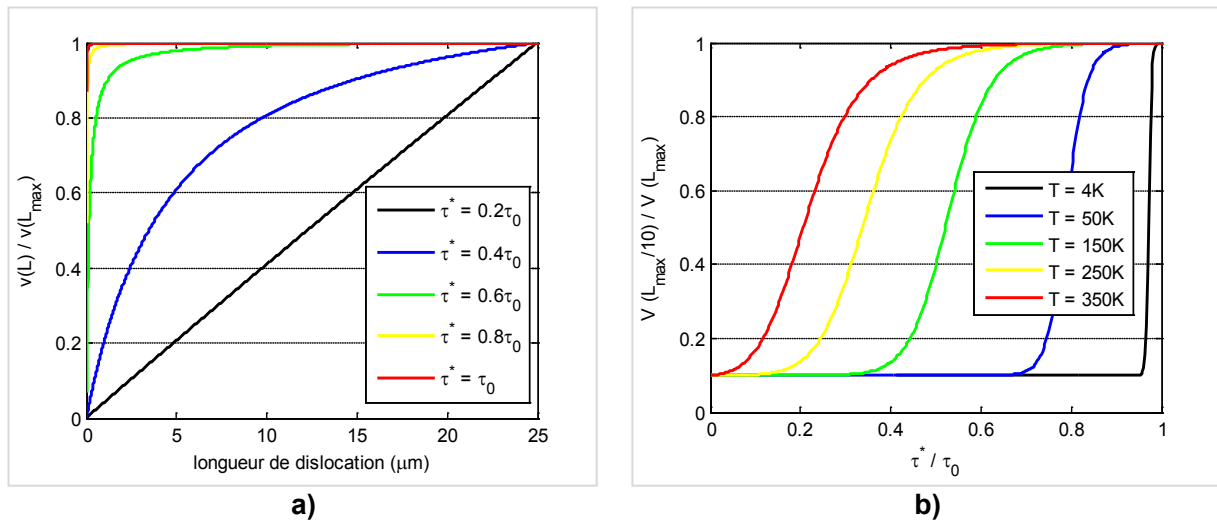 1
0.8
0.6
0.4
0.2
0
v(L) / v(L_max)
0 5 10 15 20 25
longueur de dislocation (μm)
τ* = 0.2τ₀
τ* = 0.4τ₀
τ* = 0.6τ₀
τ* = 0.8τ₀
τ* = τ₀
a)
1
0.8
0.6
0.4
0.2
0
V (L_max/10) / V (L_max)
0 0.2 0.4 0.6 0.8 1
τ* / τ₀
T = 4K
T = 50K
T = 150K
T = 250K
T = 350K
b)